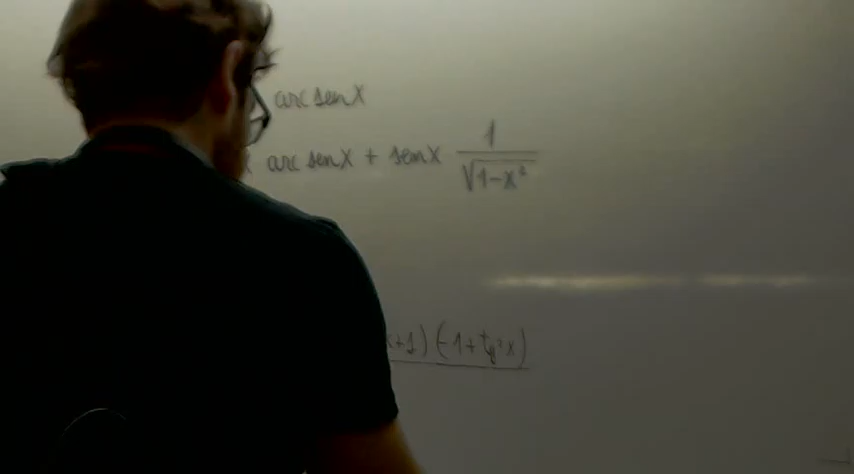 arc sen x
arc sen x + sen x 1/√(1-x²)
x+1) (-1+tg²x)